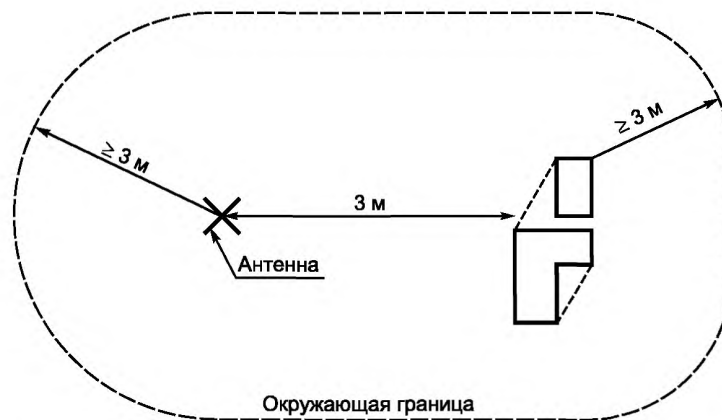 ≥ 3 м
≥ 3 м
3 м
Антенна
Окружающая граница